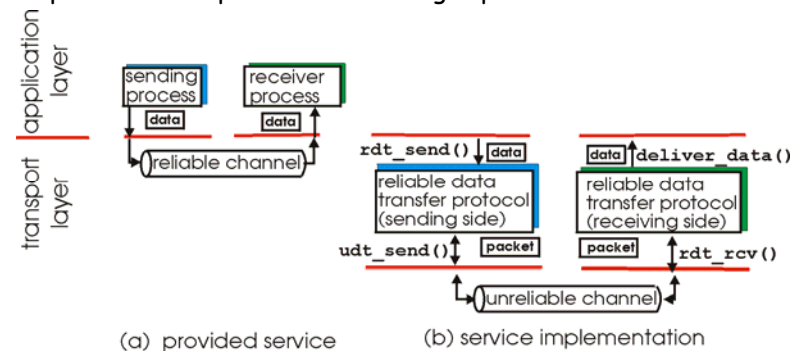 application
layer
transport
layer
sending
process
data
receiver
process
data
reliable channel
(a) provided service
rdt_send()
data
reliable data
transfer protocol
(sending side)
udt_send()
packet
data
deliver_data()
reliable data
transfer protocol
(receiving side)
packet
rdt_rcv()
unreliable channel
(b) service implementation